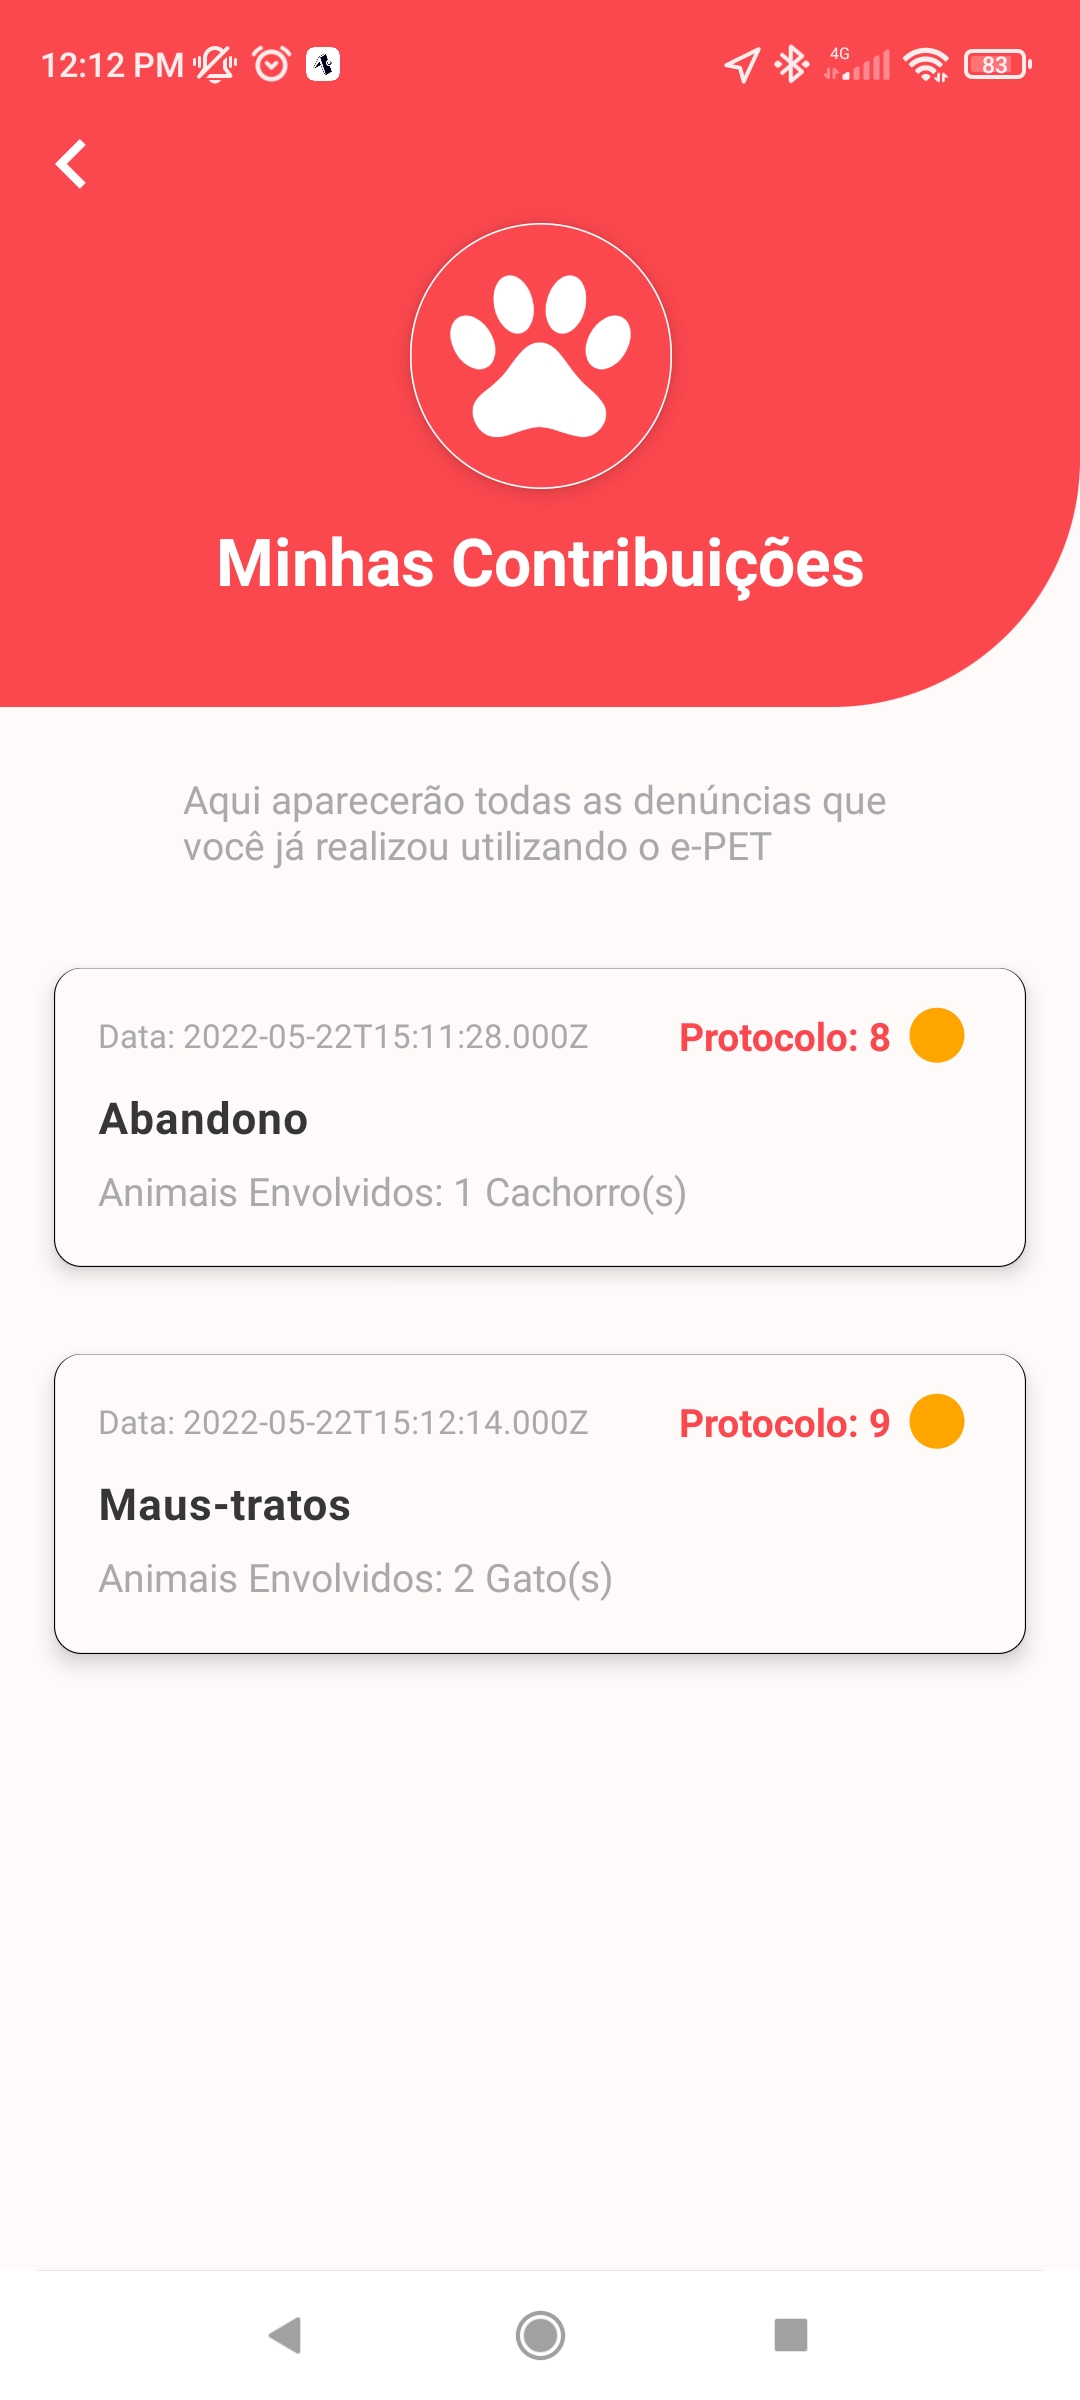 12:12 PM
4G
83
Minhas Contribuições
Aqui aparecerão todas as denúncias que
você já realizou utilizando o e-PET
Data: 2022-05-22T15:11:28.000Z
Protocolo: 8
Abandono
Animais Envolvidos: 1 Cachorro(s)
Data: 2022-05-22T15:12:14.000Z
Protocolo: 9
Maus-tratos
Animais Envolvidos: 2 Gato(s)